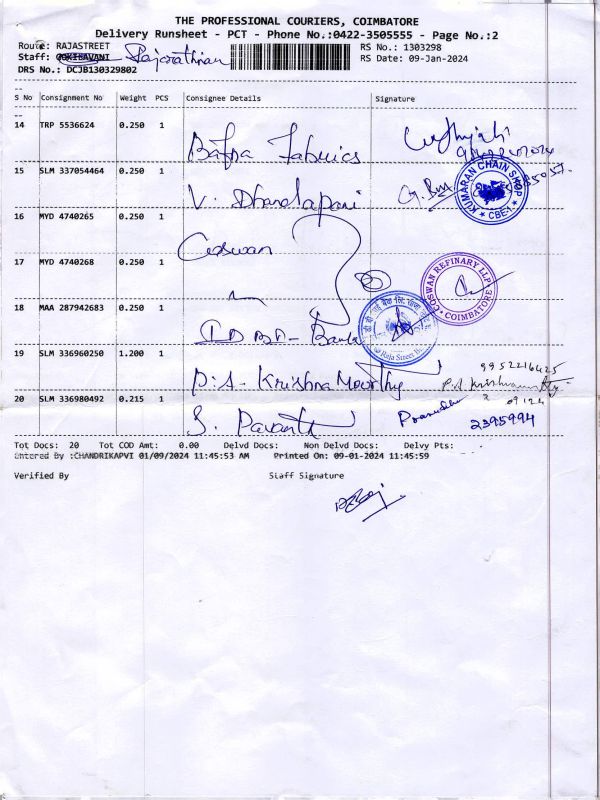 THE PROFESSIONAL COURIERS, COIMBATORE
Delivery Runsheet - PCT - Phone No.:0422-3505555 - Page No.:2
Route: RAJASTREET
RS No.: 1303298
Staff:
RS Date: 09-Jan-2024
DRS No.: DCJB130329802
S No Consignment No Weight PCS Consignee Details Signature
14 TRP 5536624 0.250 1 Bafna Fabrics
15 SLM 337054464 0.250 1 V. Dhandapani
KUMARAN CHAIN SHOP
* CBE-1 *
16 MYD 4740265 0.250 1 Coswan
17 MYD 4740268 0.250 1 "
COSWAN REFINARY LLP
* COIMBATORE *
18 MAA 287942683 0.250 1 IDBI - Bank
19 SLM 336960250 1.200 1 P.S - Krishna Moorthy
9952216425
20 SLM 336980492 0.215 1
2395994
Tot Docs: 20 Tot COD Amt: 0.00 Delvd Docs: Non Delvd Docs: Delvy Pts:
Entered By :CHANDRIKAPVI 01/09/2024 11:45:53 AM Printed On: 09-01-2024 11:45:59
Verified By Staff Signature